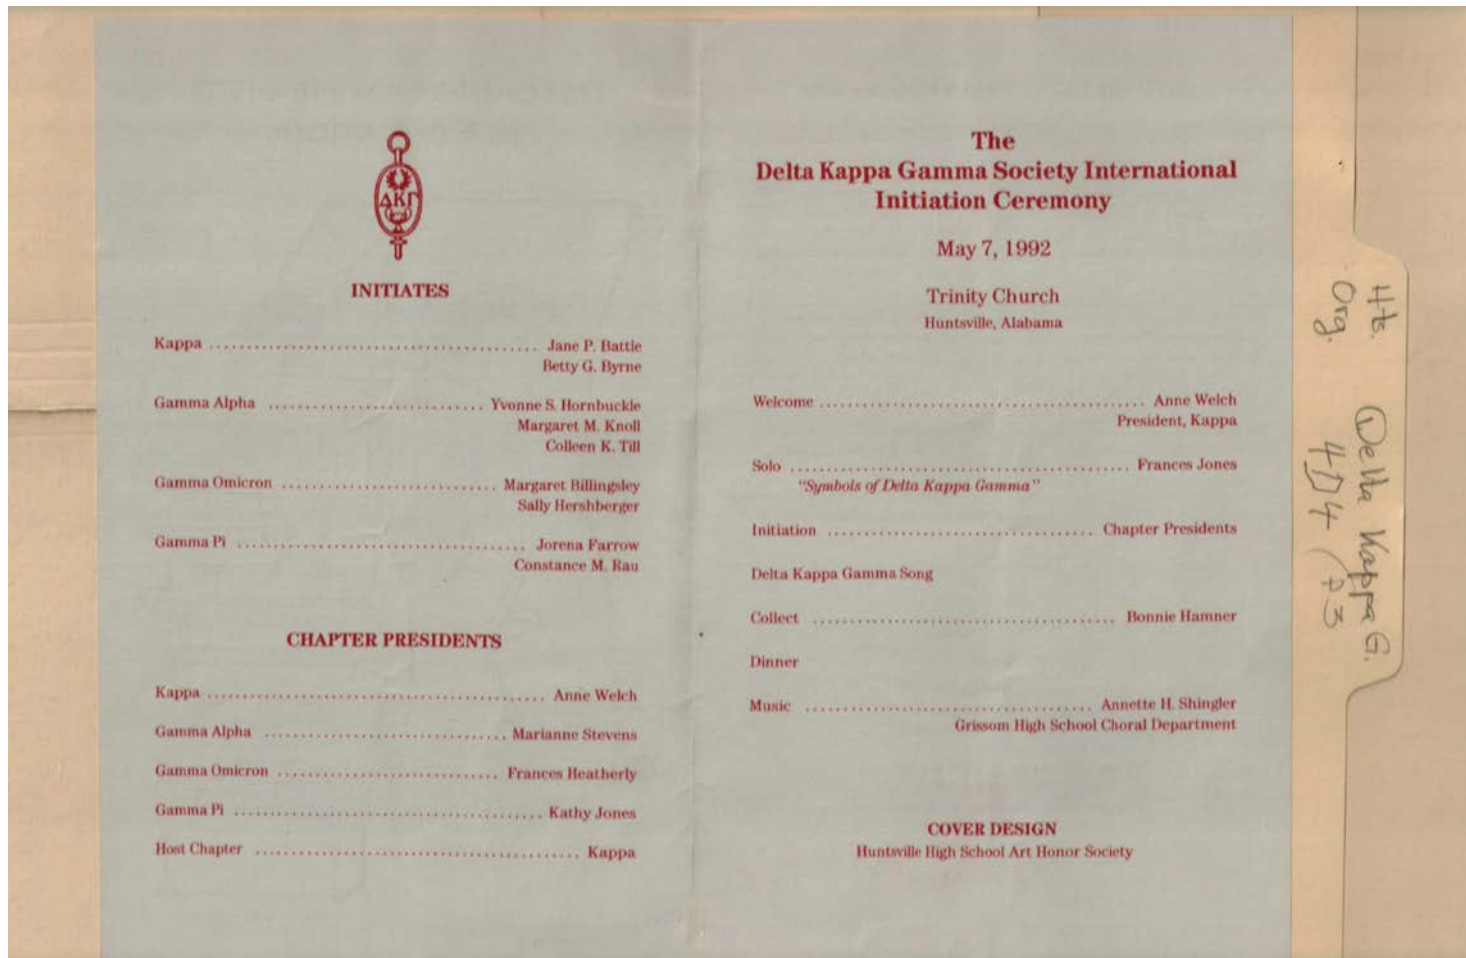 ΔΚΓ
INITIATES
Kappa ............................................ Jane P. Battle
Betty G. Byrne
Gamma Alpha ............................ Yvonne S. Hornbuckle
Margaret M. Knoll
Colleen K. Till
Gamma Omicron ............................ Margaret Billingsley
Sally Hershberger
Gamma Pi ...................................... Jorena Farrow
Constance M. Rau
CHAPTER PRESIDENTS
Kappa ............................................ Anne Welch
Gamma Alpha ................................ Marianne Stevens
Gamma Omicron ............................. Frances Heatherly
Gamma Pi ........................................ Kathy Jones
Host Chapter .......................................... Kappa
The
Delta Kappa Gamma Society International
Initiation Ceremony
May 7, 1992
Trinity Church
Huntsville, Alabama
Welcome .......................................... Anne Welch
President, Kappa
Solo ............................................ Frances Jones
"Symbols of Delta Kappa Gamma"
Initiation .................................. Chapter Presidents
Delta Kappa Gamma Song
Collect ........................................ Bonnie Hamner
Dinner
Music ...................................... Annette H. Shingler
Grissom High School Choral Department
COVER DESIGN
Huntsville High School Art Honor Society
Hts. Delta Kappa G.
Org.